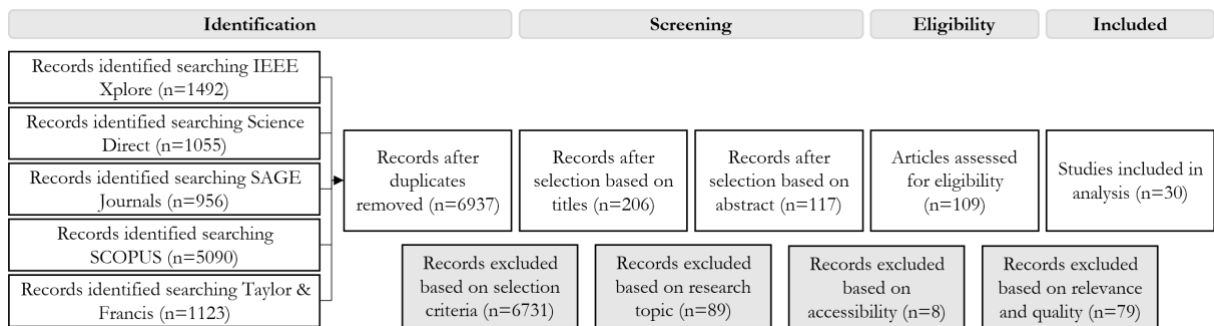 Identification
Screening
Eligibility
Included
Records identified searching IEEE
Xplore (n=1492)
Records identified searching Science
Direct (n=1055)
Records identified searching SAGE
Journals (n=956)
Records identified searching
SCOPUS (n=5090)
Records identified searching Taylor &
Francis (n=1123)
Records after
duplicates
removed (n=6937)
Records after
selection based on
titles (n=206)
Records after
selection based on
abstract (n=117)
Articles assessed
for eligibility
(n=109)
Studies included in
analysis (n=30)
Records excluded
based on selection
criteria (n=6731)
Records excluded
based on research
topic (n=89)
Records excluded
based on
accessibility (n=8)
Records excluded
based on relevance
and quality (n=79)